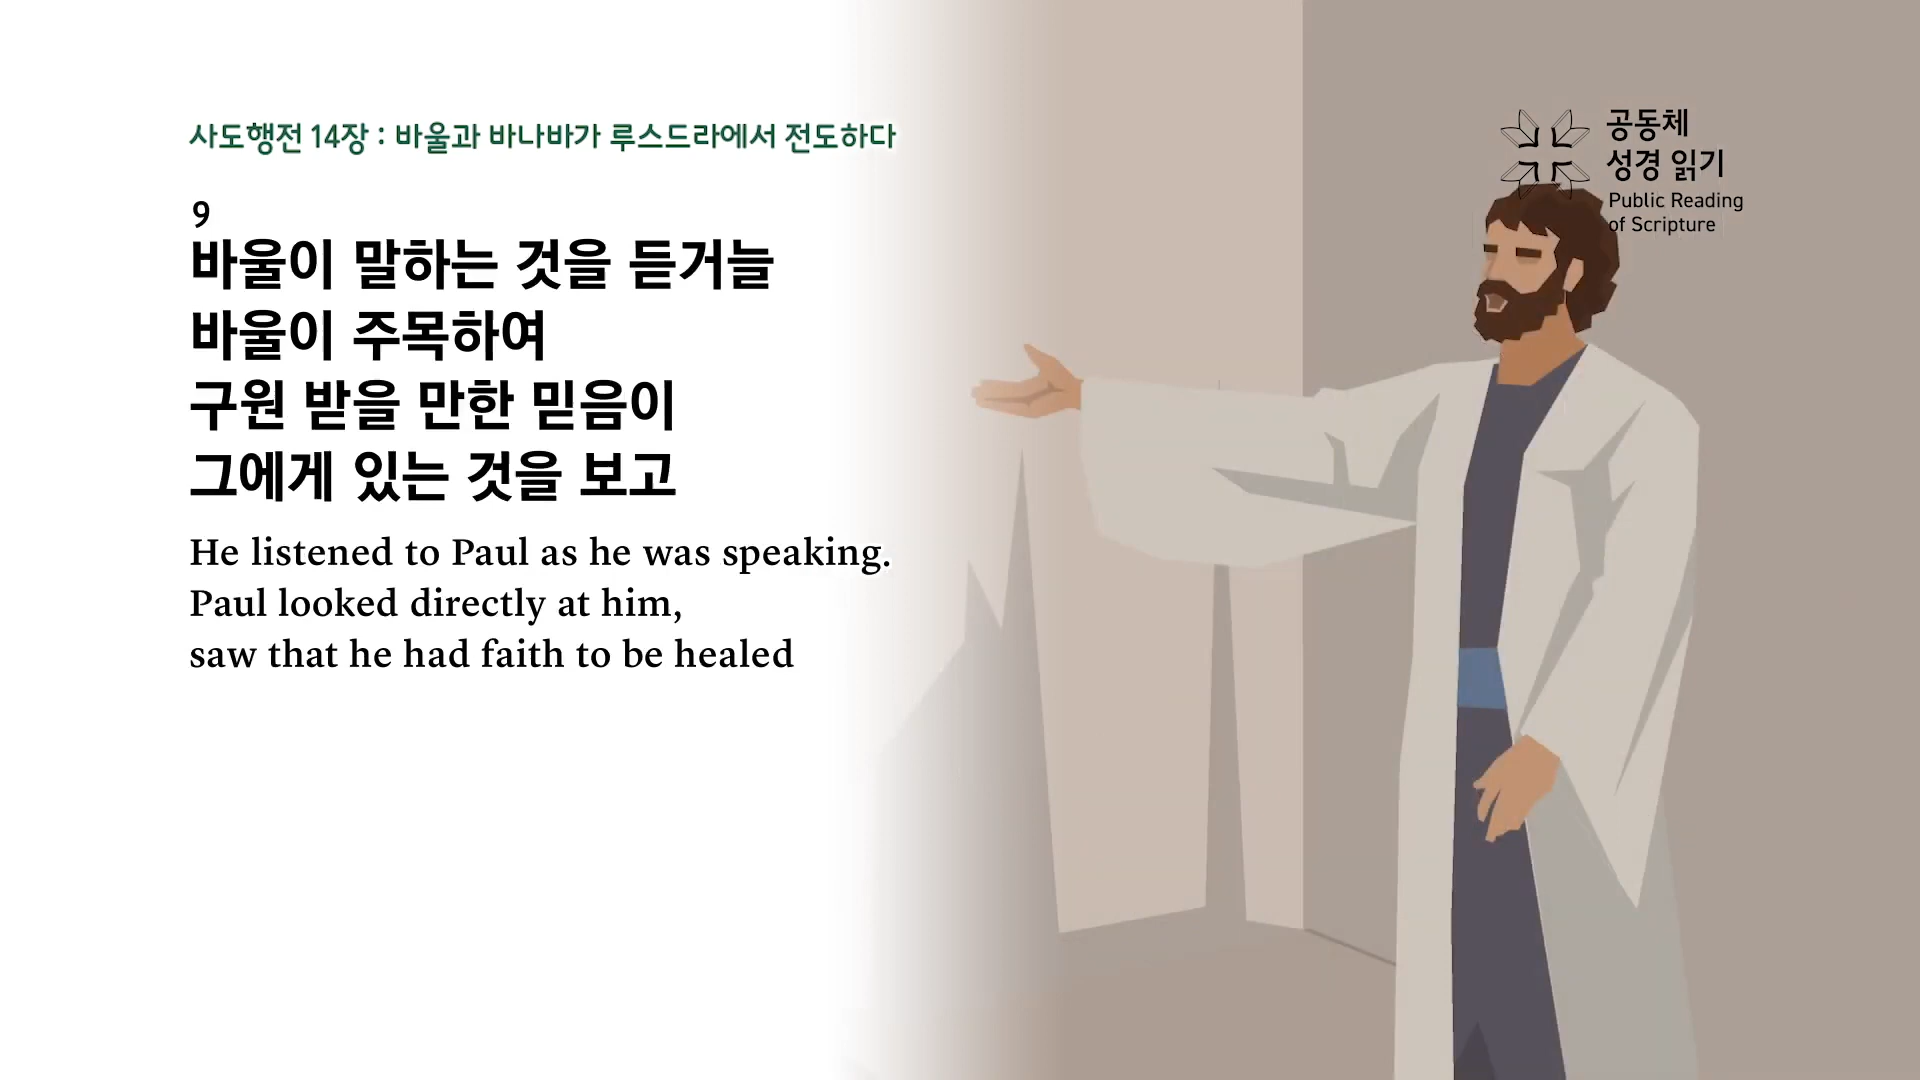 사도행전 14장 : 바울과 바나바가 루스드라에서 전도하다
공동체
성경 읽기
Public Reading
of Scripture
9
바울이 말하는 것을 듣거늘
바울이 주목하여
구원 받을 만한 믿음이
그에게 있는 것을 보고
He listened to Paul as he was speaking.
Paul looked directly at him,
saw that he had faith to be healed